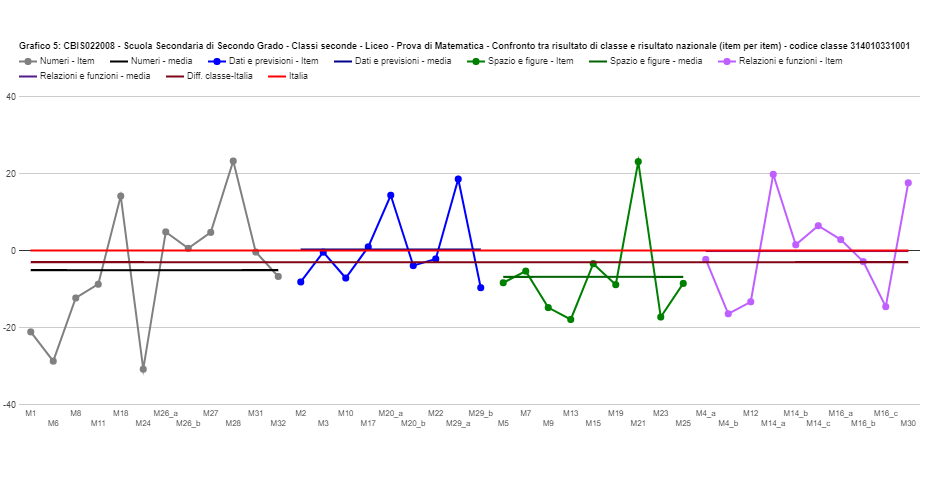 Grafico 5: CBIS022008 - Scuola Secondaria di Secondo Grado - Classi seconde - Liceo - Prova di Matematica - Confronto tra risultato di classe e risultato nazionale (item per item) - codice classe 314010331001
Numeri - Item Numeri - media Dati e previsioni - Item Dati e previsioni - media Spazio e figure - Item Spazio e figure - media Relazioni e funzioni - Item
Relazioni e funzioni - media Diff. classe-Italia Italia
40
20
0
-20
-40
M1 M8 M18 M26_a M27 M31 M2 M10 M20_a M22 M29_b M7 M13 M19 M23 M4_a M12 M14_b M16_a M16_c
M6 M11 M24 M26_b M28 M32 M3 M17 M20_b M29_a M5 M9 M15 M21 M25 M4_b M14_a M14_c M16_b M30